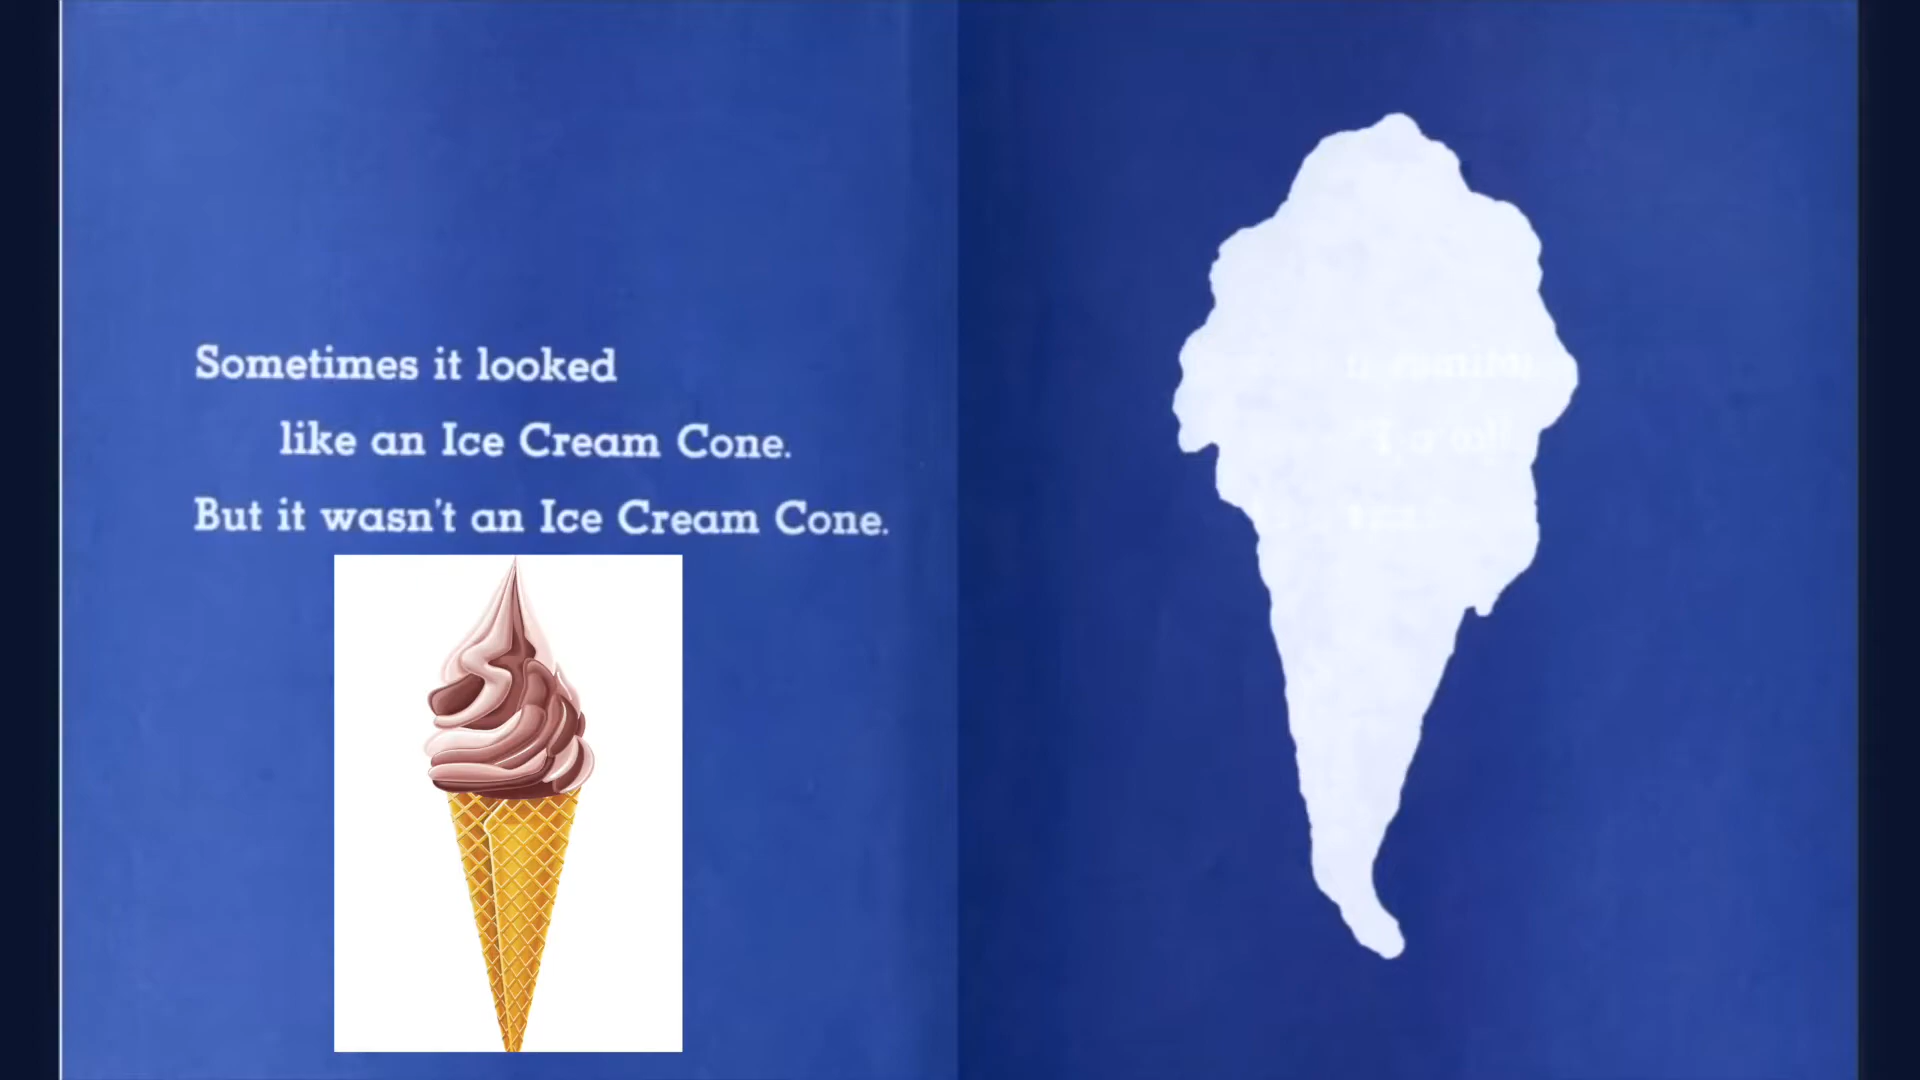 Sometimes it looked
like an Ice Cream Cone.
But it wasn't an Ice Cream Cone.